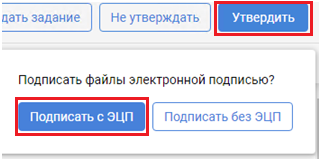 дать задание Не утверждать Утвердить
Подписать файлы электронной подписью?
Подписать с ЭЦП Подписать без ЭЦП